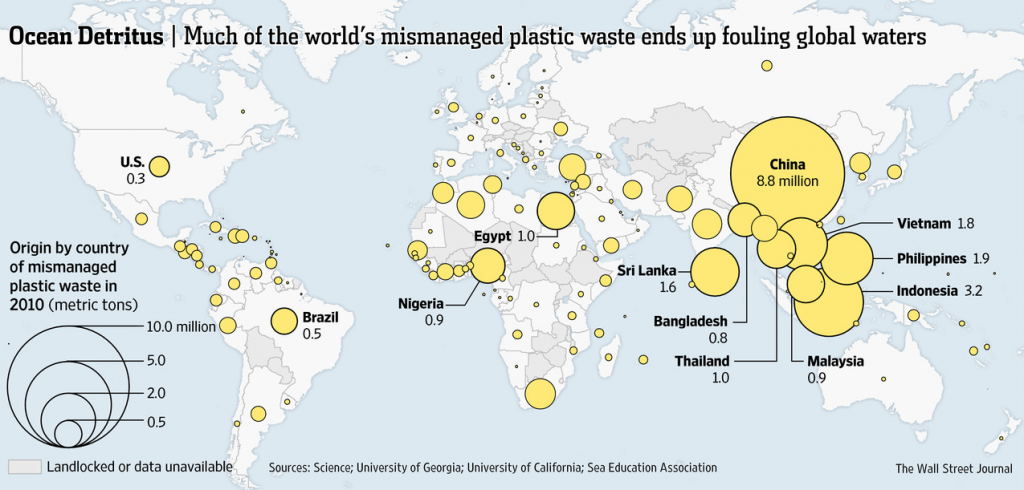 Ocean Detritus | Much of the world's mismanaged plastic waste ends up fouling global waters
U.S.
0.3
China
8.8 million
Egypt 1.0
Vietnam 1.8
Philippines 1.9
Indonesia 3.2
Sri Lanka
1.6
Nigeria
0.9
Brazil
0.5
Bangladesh
0.8
Thailand
1.0
Malaysia
0.9
Origin by country
of mismanaged
plastic waste in
2010 (metric tons)
10.0 million
5.0
2.0
0.5
Landlocked or data unavailable
Sources: Science; University of Georgia; University of California; Sea Education Association
The Wall Street Journal